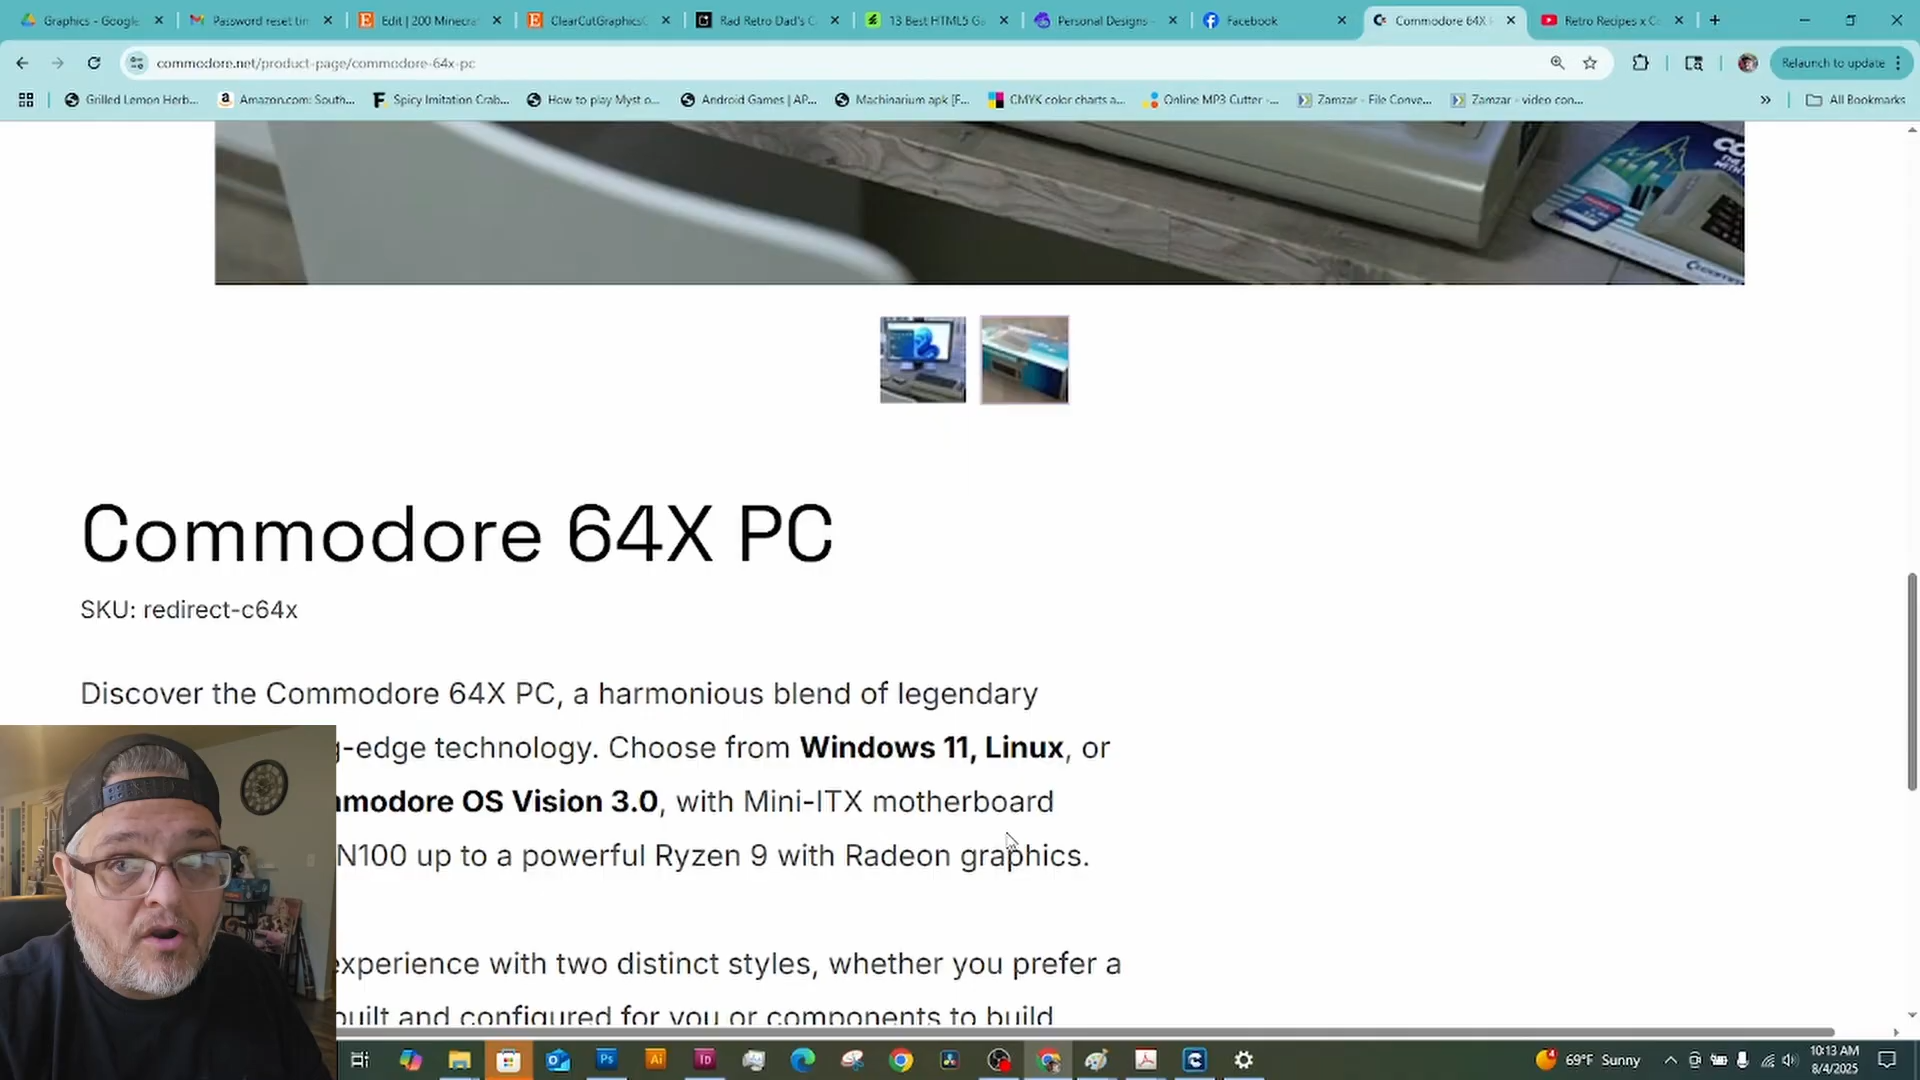 Graphics - Google
Password reset tin
Edit | 200 Minecra
ClearCutGraphicsC
Rad Retro Dad's C
13 Best HTML5 Ga
Personal Designs -
Facebook
Commodore 64X
Retro Recipes x C
commodore.net/product-page/commodore-64x-pc
Relaunch to update
Grilled Lemon Herb...
Amazon.com: South...
Spicy Imitation Crab...
How to play Myst o...
Android Games | AP...
Machinarium apk [F...
CMYK color charts a...
Online MP3 Cutter -...
Zamzar - File Conve...
Zamzar - video con...
All Bookmarks
Commodore 64X PC
SKU: redirect-c64x
Discover the Commodore 64X PC, a harmonious blend of legendary
g-edge technology. Choose from Windows 11, Linux, or
mmodore OS Vision 3.0, with Mini-ITX motherboard
N100 up to a powerful Ryzen 9 with Radeon graphics.
experience with two distinct styles, whether you prefer a
built and configured for you or components to build
69°F Sunny
10:13 AM
8/4/2025